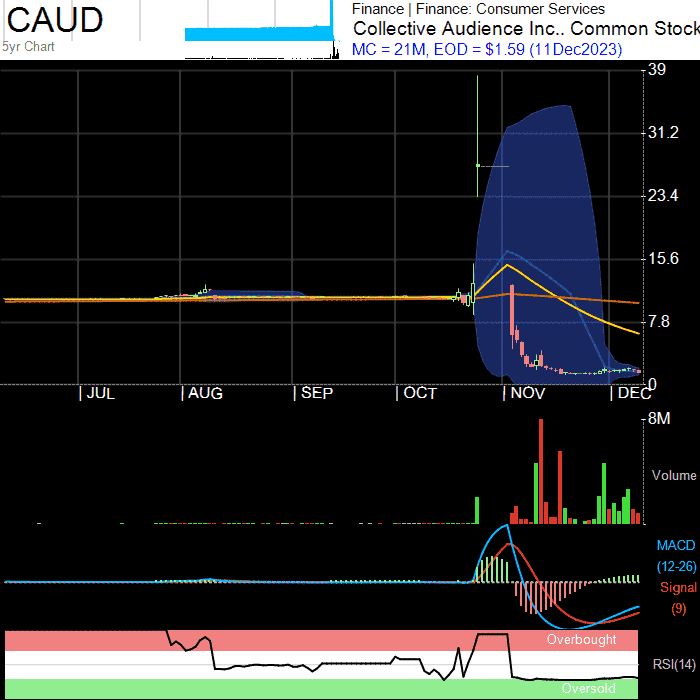 CAUD
5yr Chart
Finance | Finance: Consumer Services
Collective Audience Inc.. Common Stock
MC = 21M, EOD = $1.59 (11Dec2023)
39
31.2
23.4
15.6
7.8
0
| JUL | AUG | SEP | OCT | NOV | DEC
8M
Volume
MACD
(12-26)
Signal
(9)
Overbought
RSI(14)
Oversold